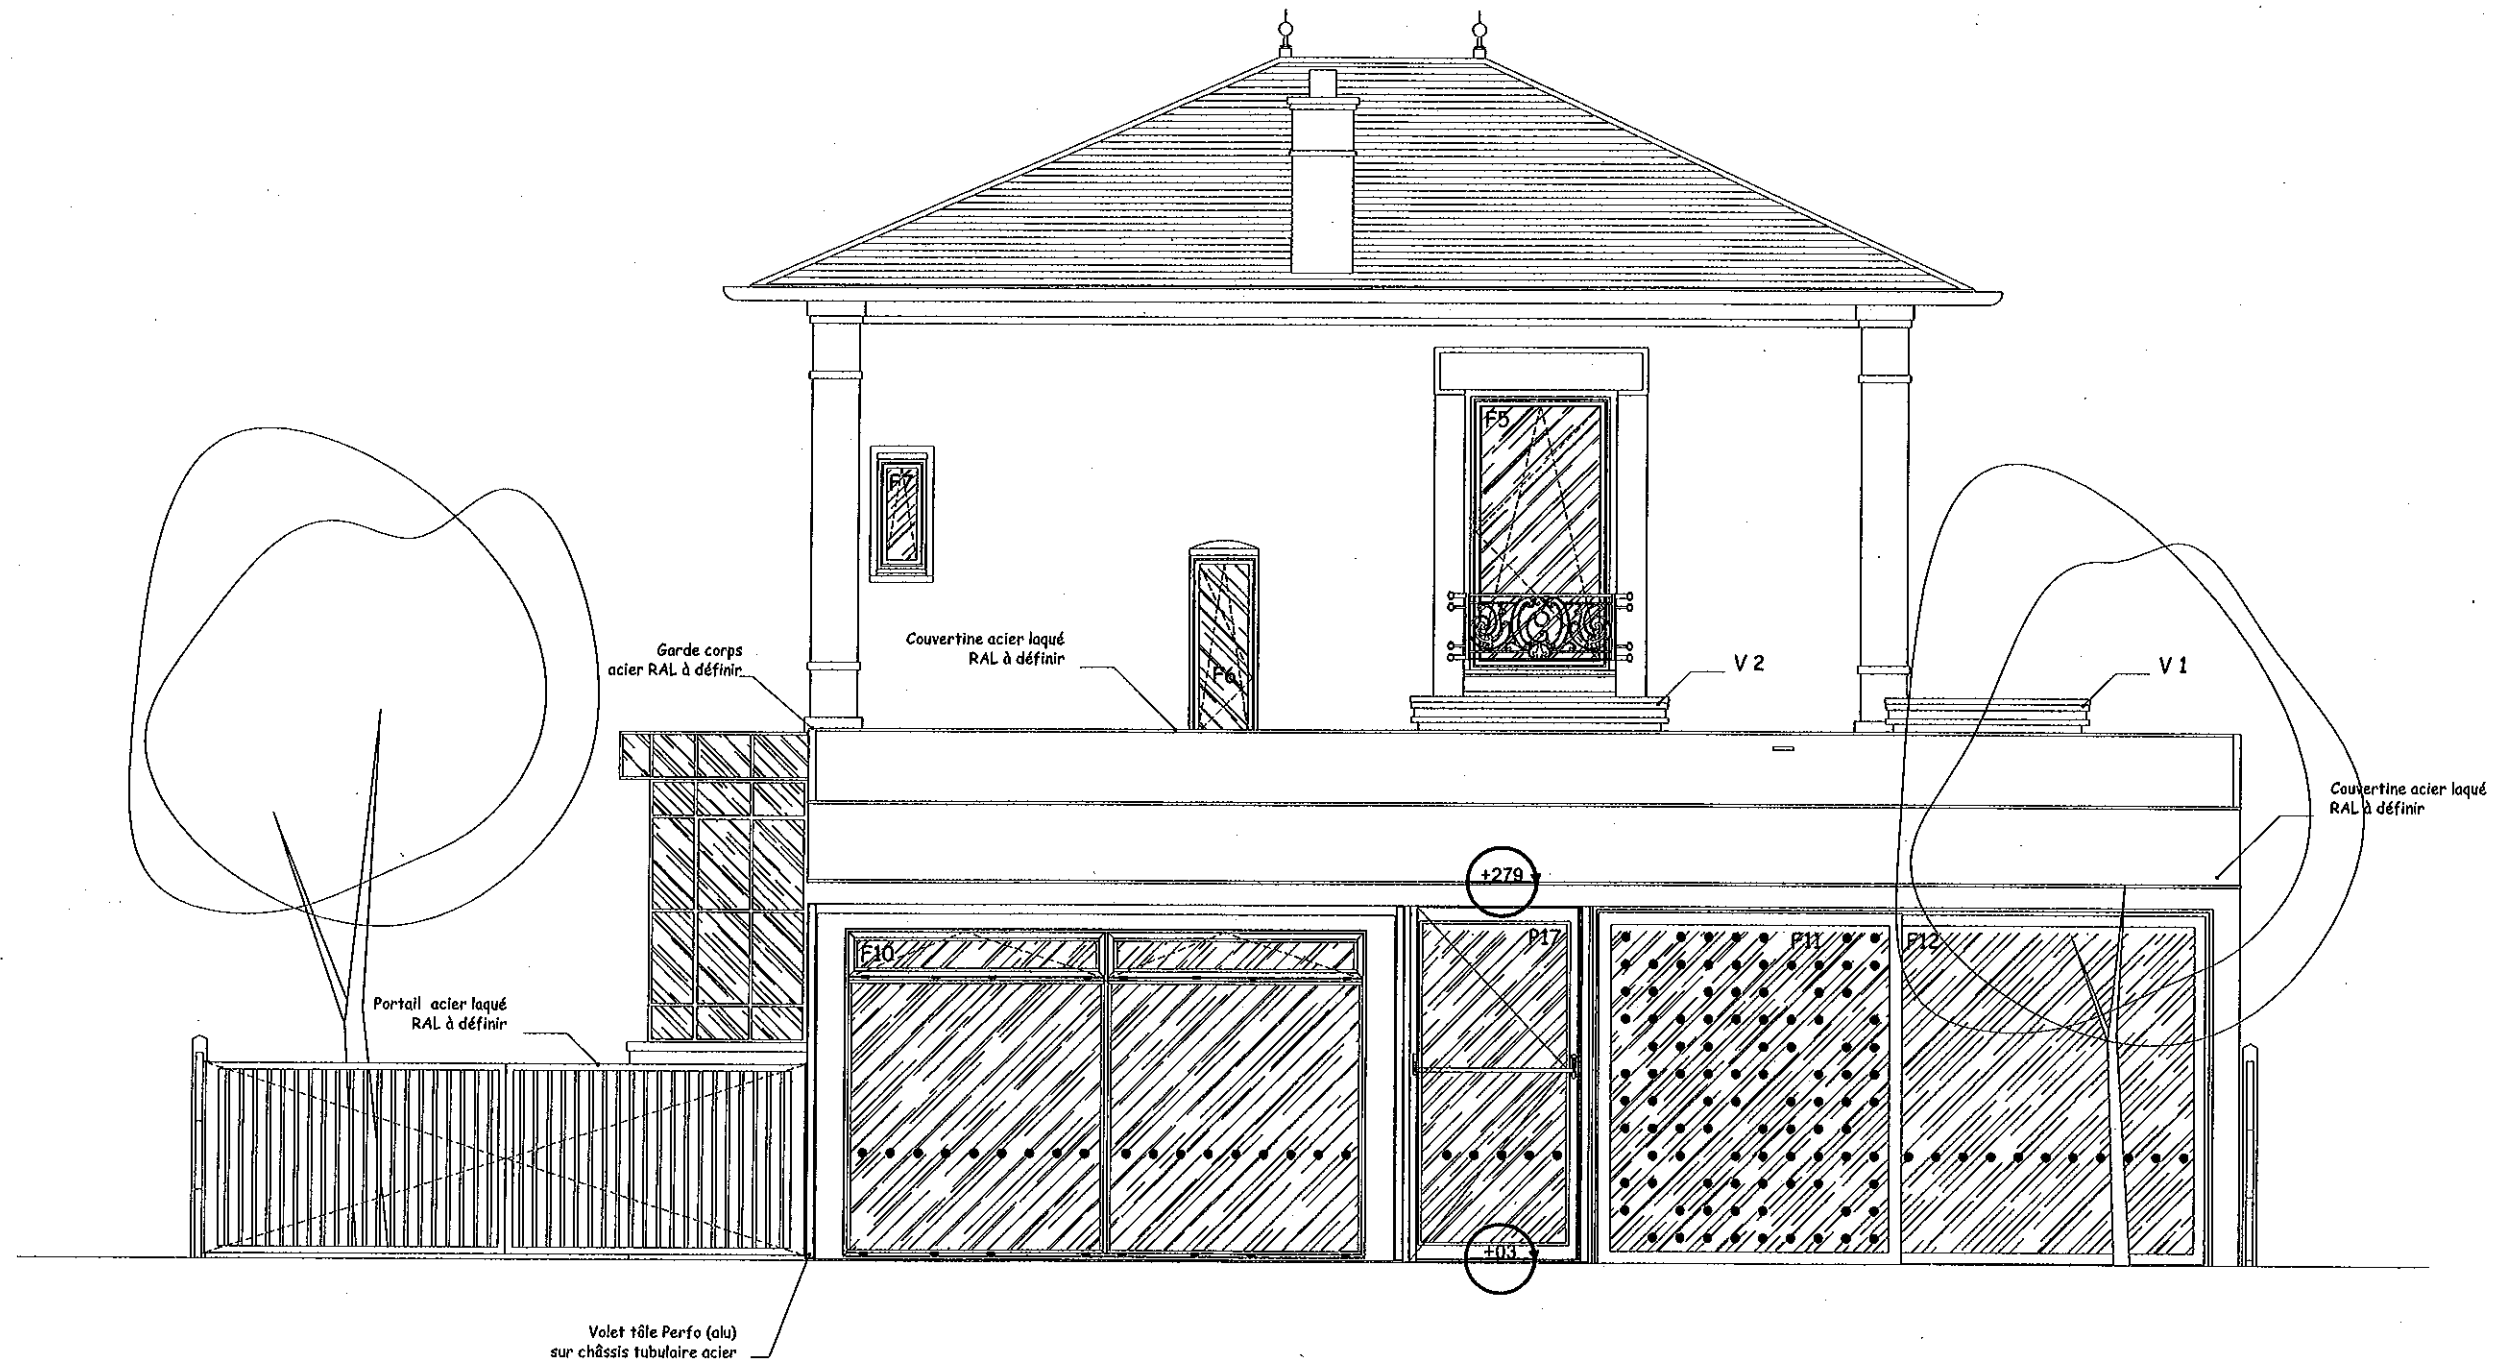 F5
F7
Garde corps
acier RAL à définir
Couvertine acier laqué
RAL à définir
F6
V 2
V 1
Couvertine acier laqué
RAL à définir
+279
F10
P17
F11
F12
Portail acier laqué
RAL à définir
+03
Volet tôle Perfo (alu)
sur châssis tubulaire acier